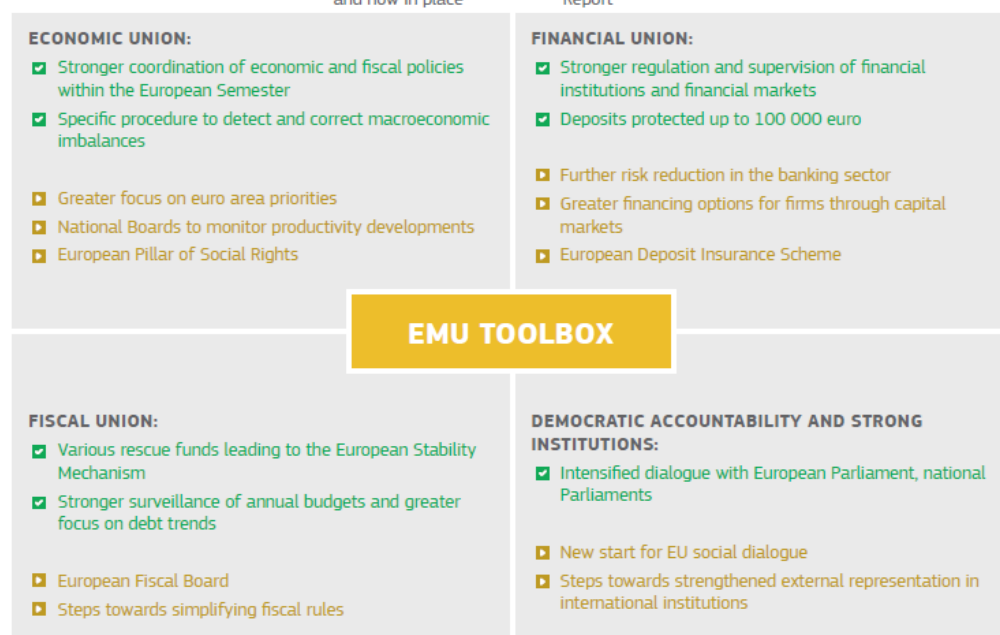 and now in place
Report
ECONOMIC UNION:
Stronger coordination of economic and fiscal policies
within the European Semester
Specific procedure to detect and correct macroeconomic
imbalances
Greater focus on euro area priorities
National Boards to monitor productivity developments
European Pillar of Social Rights
FINANCIAL UNION:
Stronger regulation and supervision of financial
institutions and financial markets
Deposits protected up to 100 000 euro
Further risk reduction in the banking sector
Greater financing options for firms through capital
markets
European Deposit Insurance Scheme
EMU TOOLBOX
FISCAL UNION:
Various rescue funds leading to the European Stability
Mechanism
Stronger surveillance of annual budgets and greater
focus on debt trends
European Fiscal Board
Steps towards simplifying fiscal rules
DEMOCRATIC ACCOUNTABILITY AND STRONG
INSTITUTIONS:
Intensified dialogue with European Parliament, national
Parliaments
New start for EU social dialogue
Steps towards strengthened external representation in
international institutions